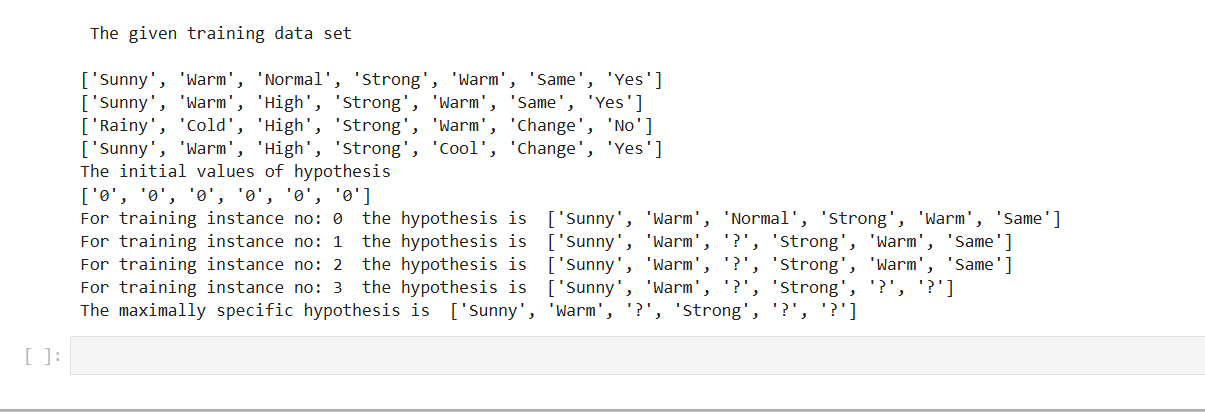 The given training data set
['Sunny', 'Warm', 'Normal', 'Strong', 'Warm', 'Same', 'Yes']
['Sunny', 'Warm', 'High', 'Strong', 'Warm', 'Same', 'Yes']
['Rainy', 'Cold', 'High', 'Strong', 'Warm', 'Change', 'No']
['Sunny', 'Warm', 'High', 'Strong', 'Cool', 'Change', 'Yes']
The initial values of hypothesis
['0', '0', '0', '0', '0', '0']
For training instance no: 0  the hypothesis is  ['Sunny', 'Warm', 'Normal', 'Strong', 'Warm', 'Same']
For training instance no: 1  the hypothesis is  ['Sunny', 'Warm', '?', 'Strong', 'Warm', 'Same']
For training instance no: 2  the hypothesis is  ['Sunny', 'Warm', '?', 'Strong', 'Warm', 'Same']
For training instance no: 3  the hypothesis is  ['Sunny', 'Warm', '?', 'Strong', '?', '?']
The maximally specific hypothesis is  ['Sunny', 'Warm', '?', 'Strong', '?', '?']
[ ]: